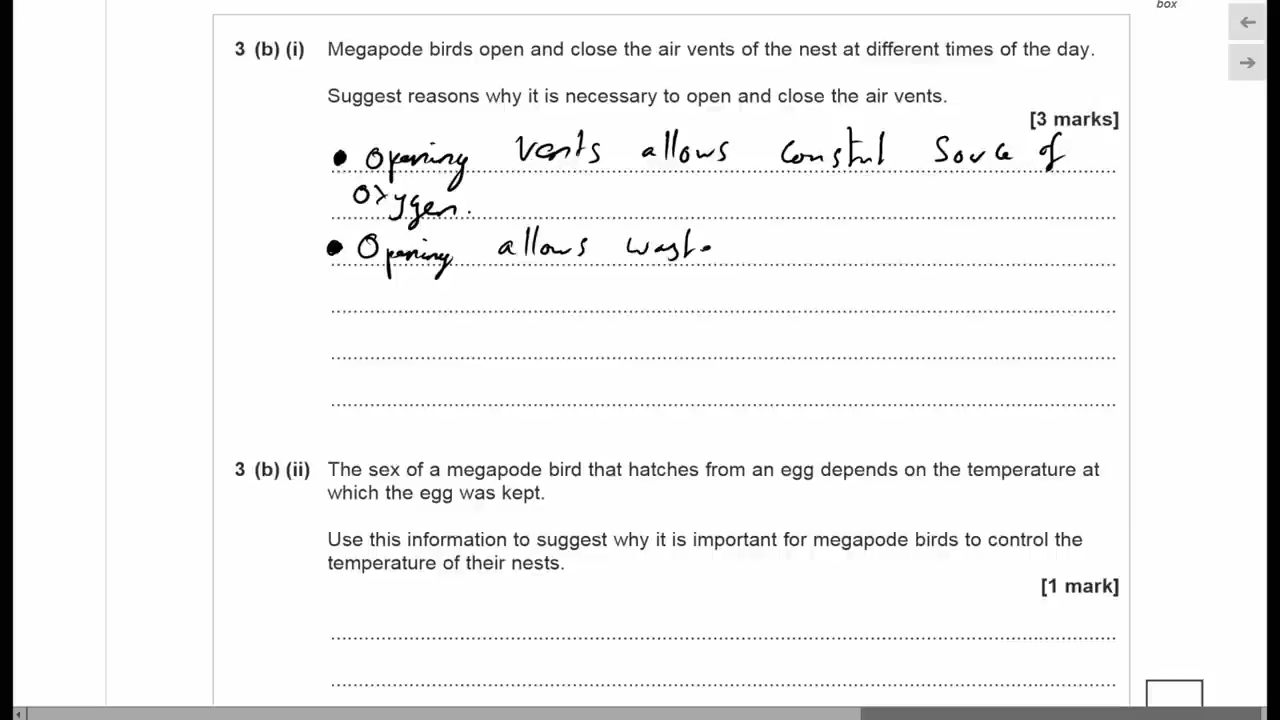 box
3 (b) (i) Megapode birds open and close the air vents of the nest at different times of the day.
Suggest reasons why it is necessary to open and close the air vents.
[3 marks]
• Opening vents allows constnt Source of
Oxygen.
• Opening allows waste
3 (b) (ii) The sex of a megapode bird that hatches from an egg depends on the temperature at
which the egg was kept.
Use this information to suggest why it is important for megapode birds to control the
temperature of their nests.
[1 mark]